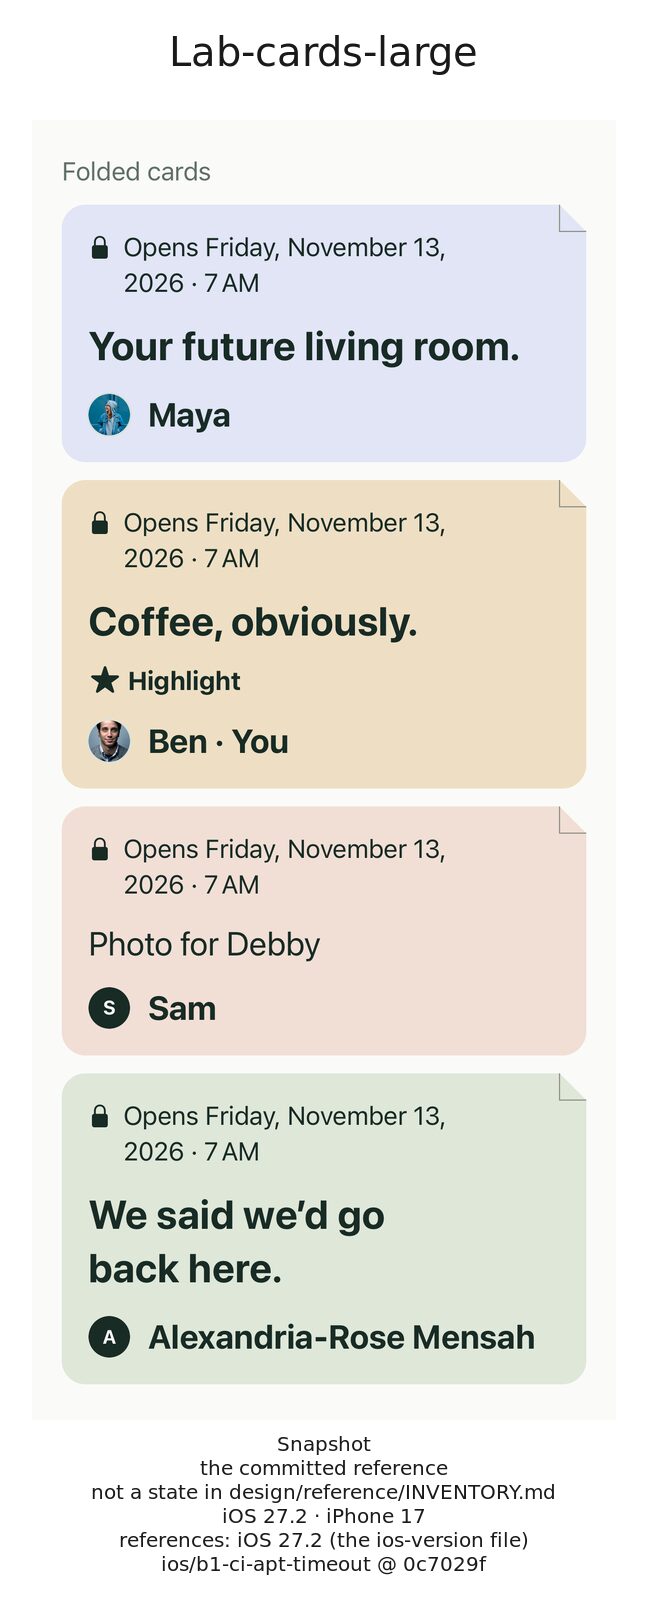 Lab-cards-large
Folded cards
Opens Friday, November 13,
2026 · 7 AM
Your future living room.
Maya
Opens Friday, November 13,
2026 · 7 AM
Coffee, obviously.
Highlight
Ben · You
Opens Friday, November 13,
2026 · 7 AM
Photo for Debby
S Sam
Opens Friday, November 13,
2026 · 7 AM
We said we’d go
back here.
A Alexandria-Rose Mensah
Snapshot
the committed reference
not a state in design/reference/INVENTORY.md
iOS 27.2 · iPhone 17
references: iOS 27.2 (the ios-version file)
ios/b1-ci-apt-timeout @ 0c7029f